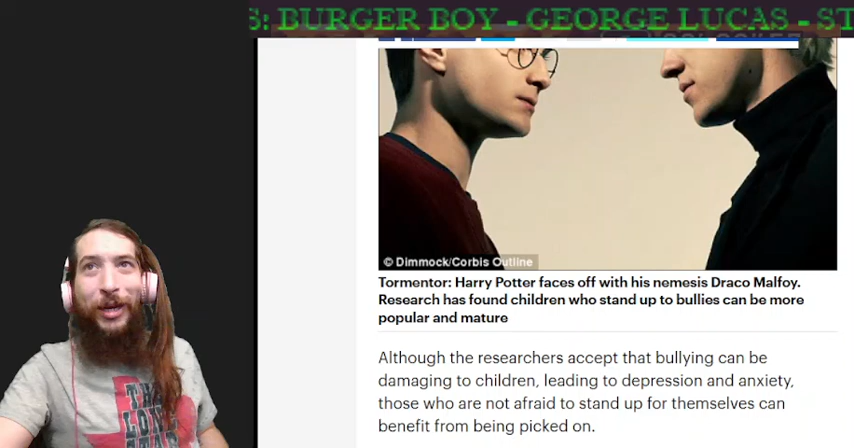 S: BURGER BOY - GEORGE LUCAS - ST
© Dimmock/Corbis Outline
Tormentor: Harry Potter faces off with his nemesis Draco Malfoy.
Research has found children who stand up to bullies can be more
popular and mature
Although the researchers accept that bullying can be
damaging to children, leading to depression and anxiety,
those who are not afraid to stand up for themselves can
benefit from being picked on.
THE